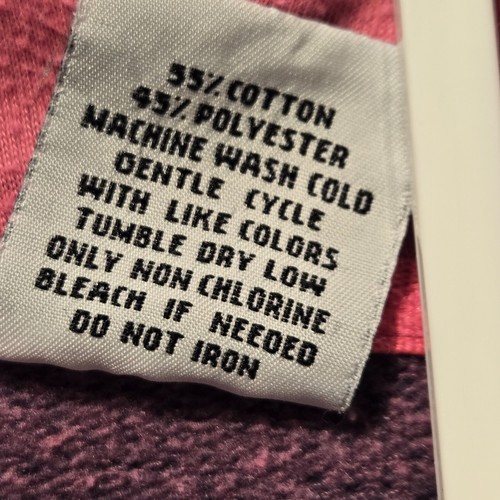 55% COTTON
45% POLYESTER
MACHINE WASH COLD
GENTLE CYCLE
WITH LIKE COLORS
TUMBLE DRY LOW
ONLY NON CHLORINE
BLEACH IF NEEDED
DO NOT IRON